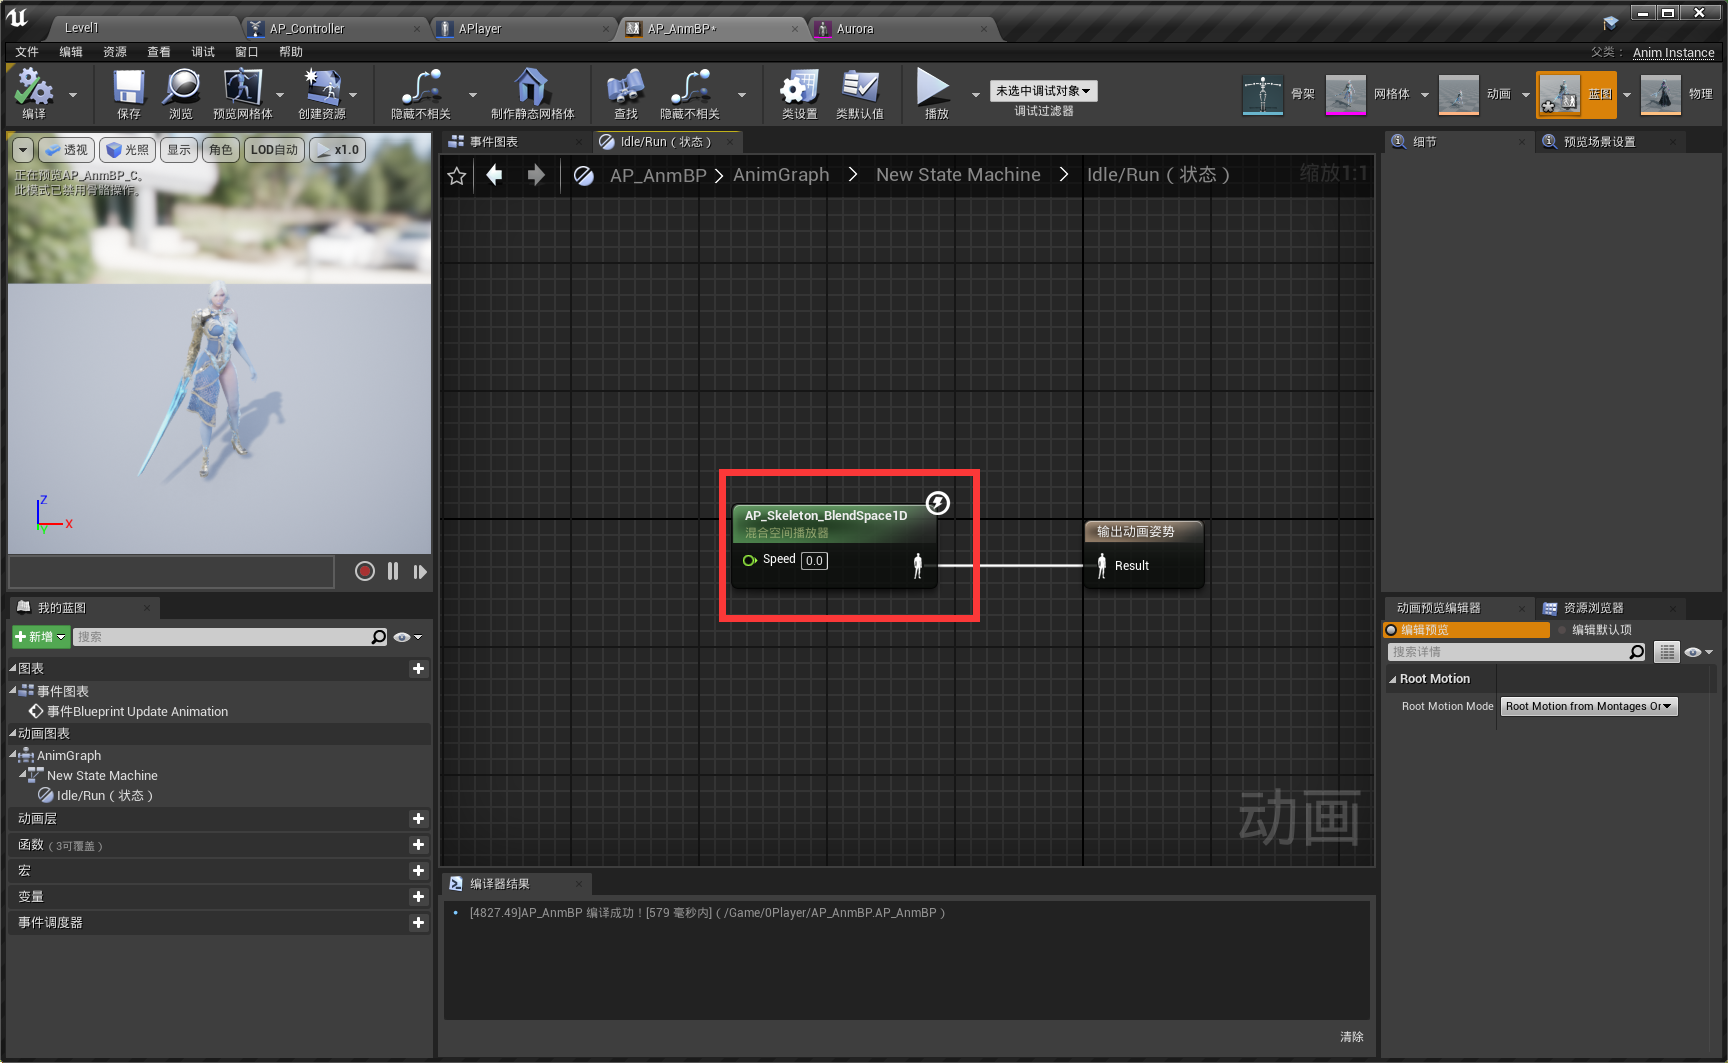 Level1
AP_Controller
APlayer
AP_AnmBP*
Aurora
文件 编辑 资源 查看 调试 窗口 帮助
父类： Anim Instance
编译
保存
浏览
预览网格体
创建资源
隐藏不相关
制作静态网格体
查找
隐藏不相关
类设置
类默认值
播放
未选中调试对象
调试过滤器
骨架
网格体
动画
蓝图
物理
透视
光照
显示
角色
LOD自动
x1.0
正在预览AP_AnmBP_C。
此模式已禁用骨骼操作。
Z
X
Y
事件图表
Idle/Run（状态）
AP_AnmBP > AnimGraph > New State Machine > Idle/Run（状态）
缩放1:1
AP_Skeleton_BlendSpace1D
混合空间播放器
Speed 0.0
输出动画姿势
Result
动画
细节
预览场景设置
我的蓝图
新增
搜索
图表
事件图表
事件Blueprint Update Animation
动画图表
AnimGraph
New State Machine
Idle/Run（状态）
动画层
函数（3可覆盖）
宏
变量
事件调度器
编译器结果
[4827.49]AP_AnmBP 编译成功！[579 毫秒内]（/Game/0Player/AP_AnmBP.AP_AnmBP）
清除
动画预览编辑器
资源浏览器
编辑预览
编辑默认项
搜索详情
Root Motion
Root Motion Mode
Root Motion from Montages Or